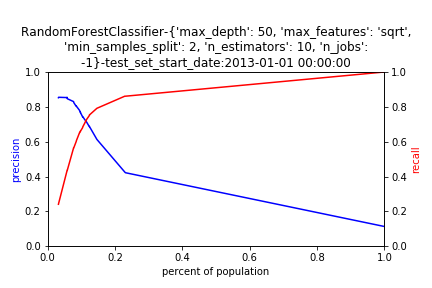 RandomForestClassifier-{'max_depth': 50, 'max_features': 'sqrt',
'min_samples_split': 2, 'n_estimators': 10, 'n_jobs':
-1}-test_set_start_date:2013-01-01 00:00:00
1.0
0.8
0.6
0.4
0.2
0.0
precision
1.0
0.8
0.6
0.4
0.2
0.0
recall
0.0 0.2 0.4 0.6 0.8 1.0
percent of population